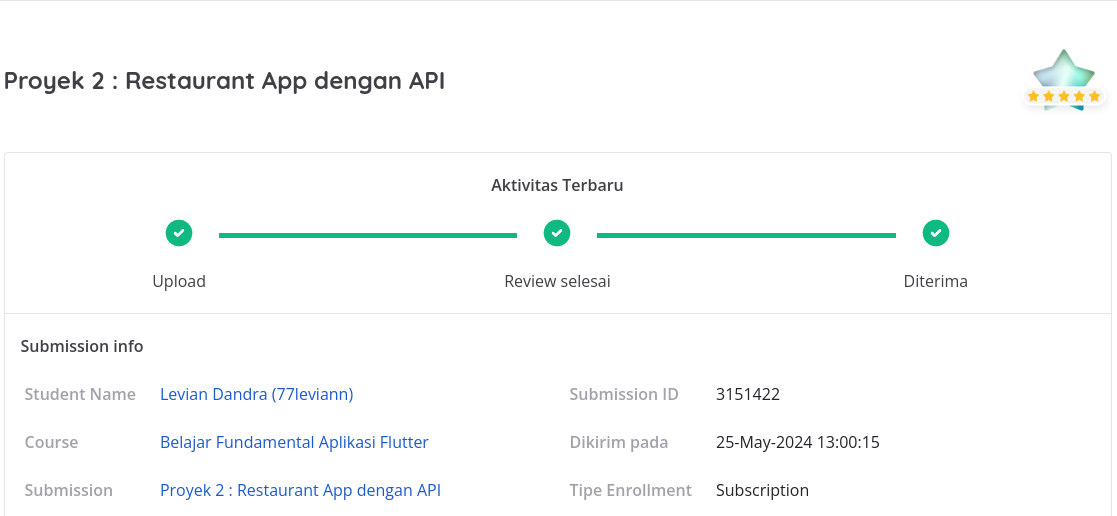 Proyek 2 : Restaurant App dengan API
Aktivitas Terbaru
Upload
Review selesai
Diterima
Submission info
Student Name Levian Dandra (77leviann) Submission ID 3151422
Course Belajar Fundamental Aplikasi Flutter Dikirim pada 25-May-2024 13:00:15
Submission Proyek 2 : Restaurant App dengan API Tipe Enrollment Subscription